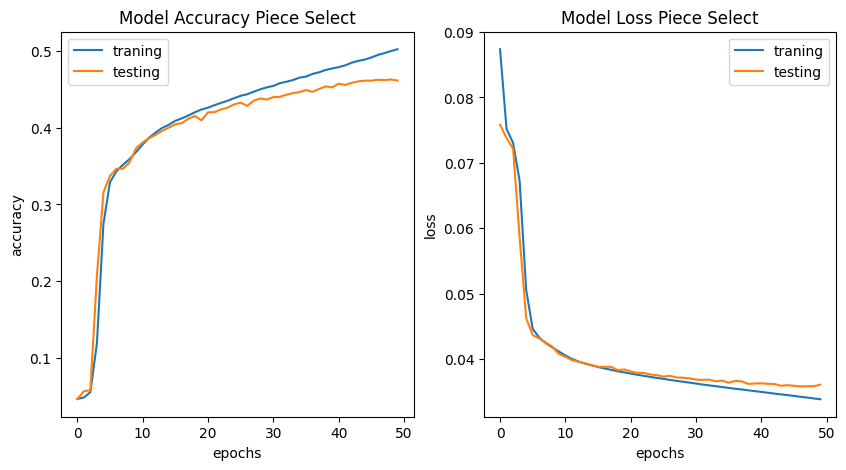 Model Accuracy Piece Select
traning
testing
0.5
0.4
0.3
0.2
0.1
accuracy
0 10 20 30 40 50
epochs
Model Loss Piece Select
traning
testing
0.09
0.08
0.07
0.06
0.05
0.04
loss
0 10 20 30 40 50
epochs